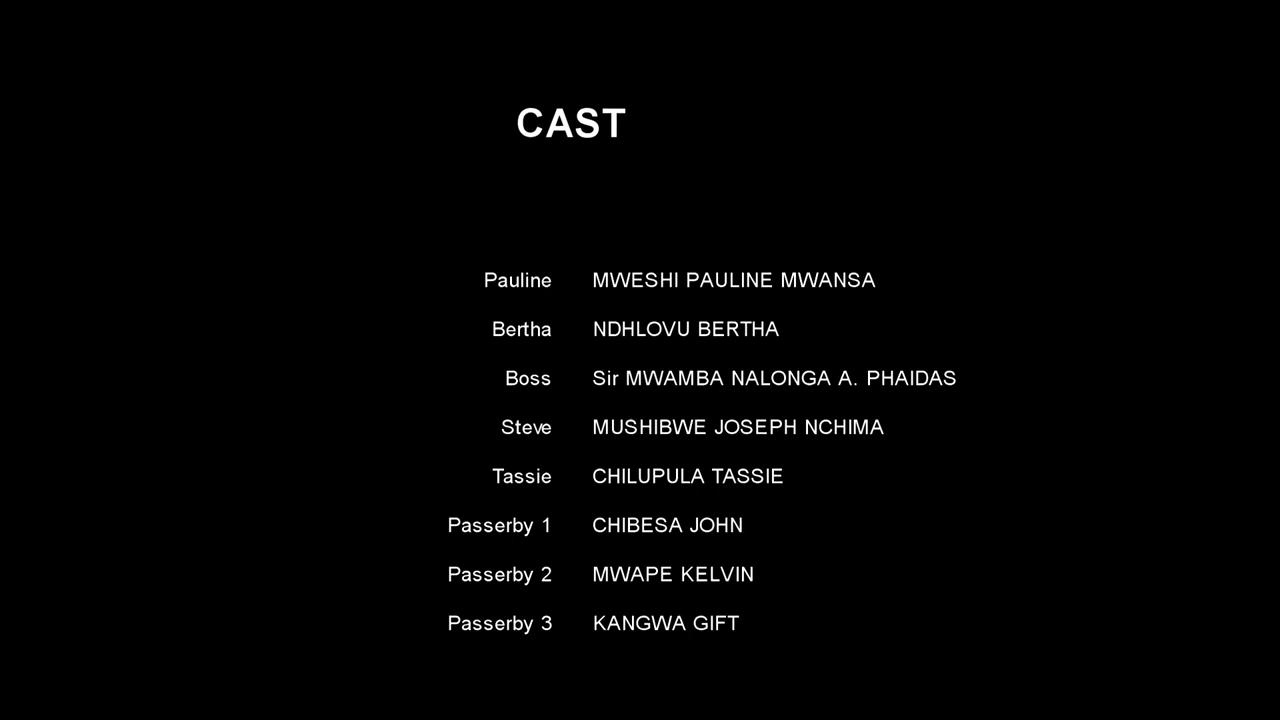 CAST
Pauline MWESHI PAULINE MWANSA
Bertha NDHLOVU BERTHA
Boss Sir MWAMBA NALONGA A. PHAIDAS
Steve MUSHIBWE JOSEPH NCHIMA
Tassie CHILUPULA TASSIE
Passerby 1 CHIBESA JOHN
Passerby 2 MWAPE KELVIN
Passerby 3 KANGWA GIFT